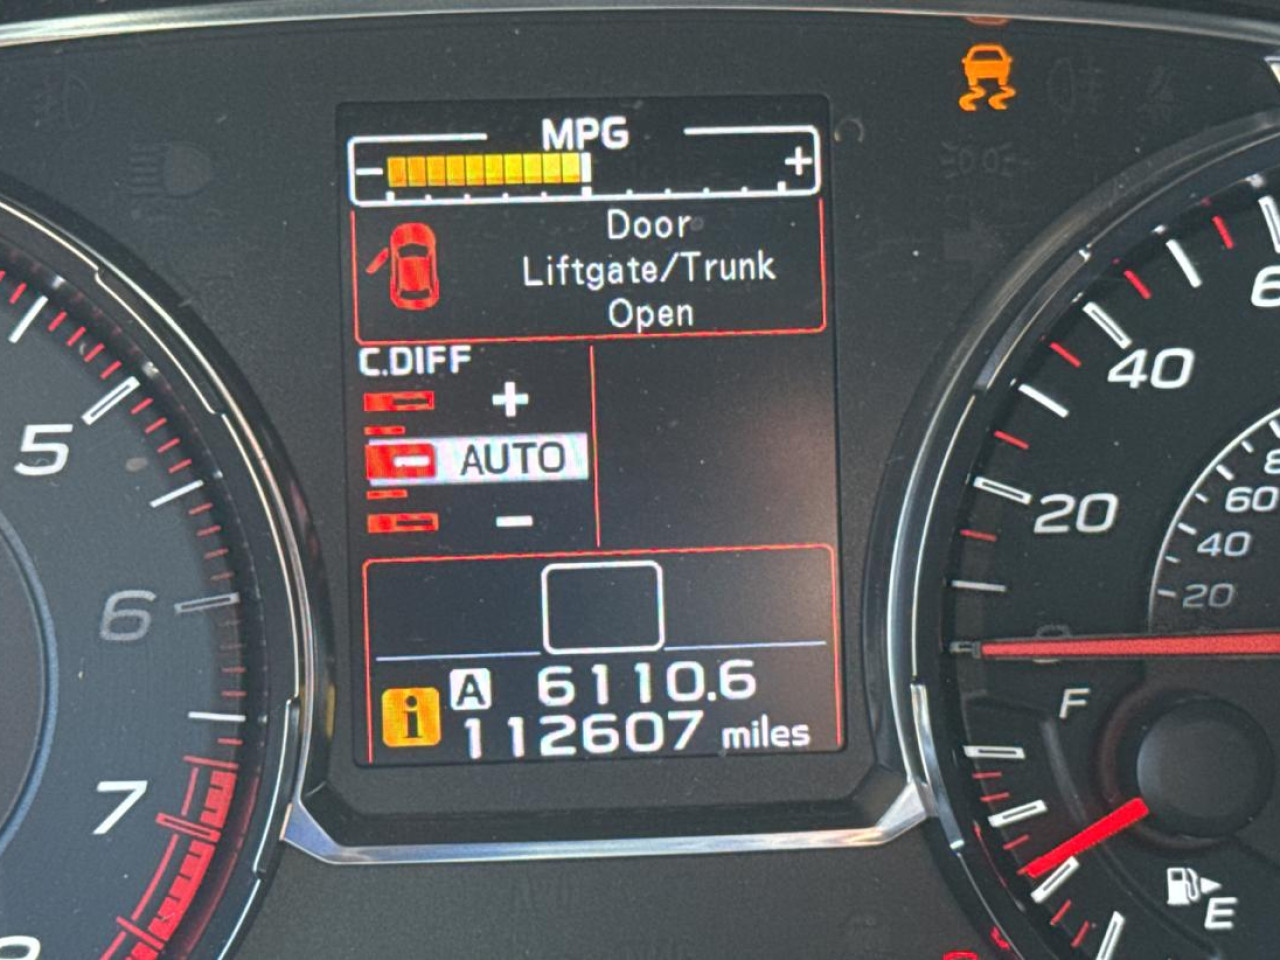 MPG
− +
Door
Liftgate/Trunk
Open
C.DIFF
+
AUTO
−
A 6110.6
i 112607 miles
5
6
7
40
20
60
40
20
F
E